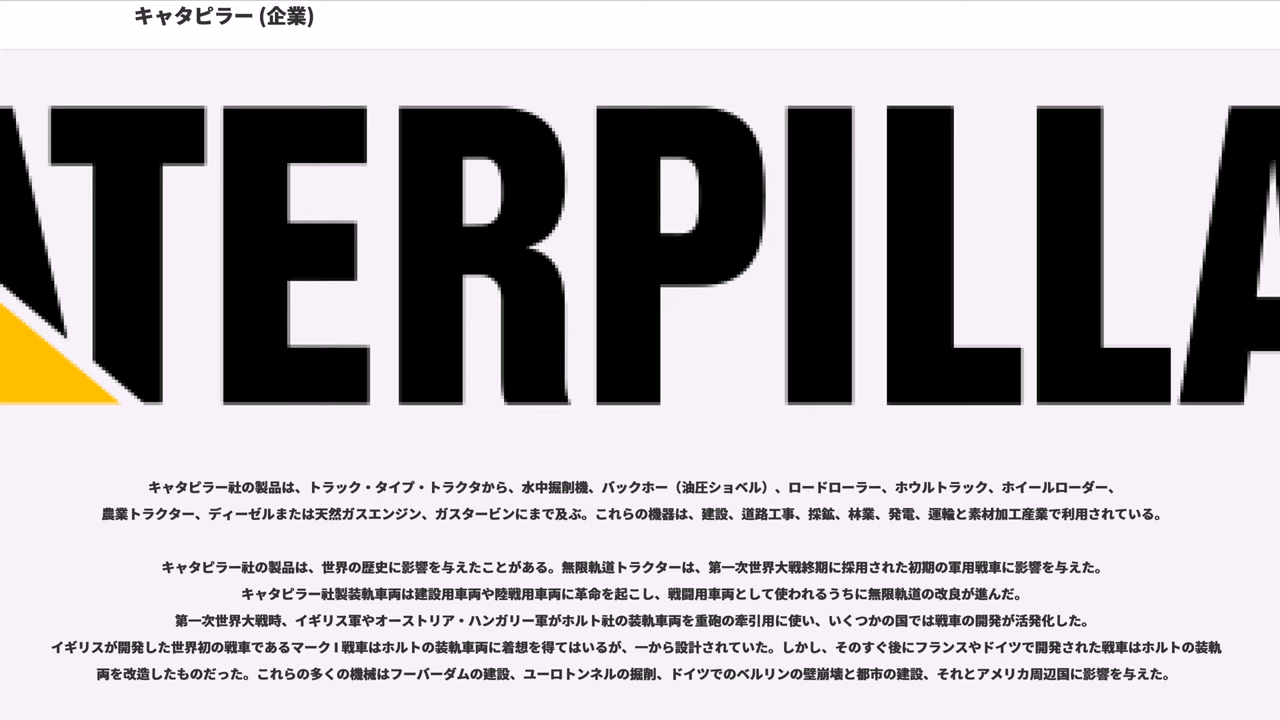 キャタピラー (企業)
ATERPILLA
キャタピラー社の製品は、トラック・タイプ・トラクタから、水中掘削機、バックホー（油圧ショベル）、ロードローラー、ホウルトラック、ホイールローダー、
農業トラクター、ディーゼルまたは天然ガスエンジン、ガスタービンにまで及ぶ。これらの機器は、建設、道路工事、採鉱、林業、発電、運輸と素材加工産業で利用されている。
キャタピラー社の製品は、世界の歴史に影響を与えたことがある。無限軌道トラクターは、第一次世界大戦終期に採用された初期の軍用戦車に影響を与えた。
キャタピラー社製装軌車両は建設用車両や陸戦用車両に革命を起こし、戦闘用車両として使われるうちに無限軌道の改良が進んだ。
第一次世界大戦時、イギリス軍やオーストリア・ハンガリー軍がホルト社の装軌車両を重砲の牽引用に使い、いくつかの国では戦車の開発が活発化した。
イギリスが開発した世界初の戦車であるマーク I 戦車はホルトの装軌車両に着想を得てはいるが、一から設計されていた。しかし、そのすぐ後にフランスやドイツで開発された戦車はホルトの装軌
両を改造したものだった。これらの多くの機械はフーバーダムの建設、ユーロトンネルの掘削、ドイツでのベルリンの壁崩壊と都市の建設、それとアメリカ周辺国に影響を与えた。